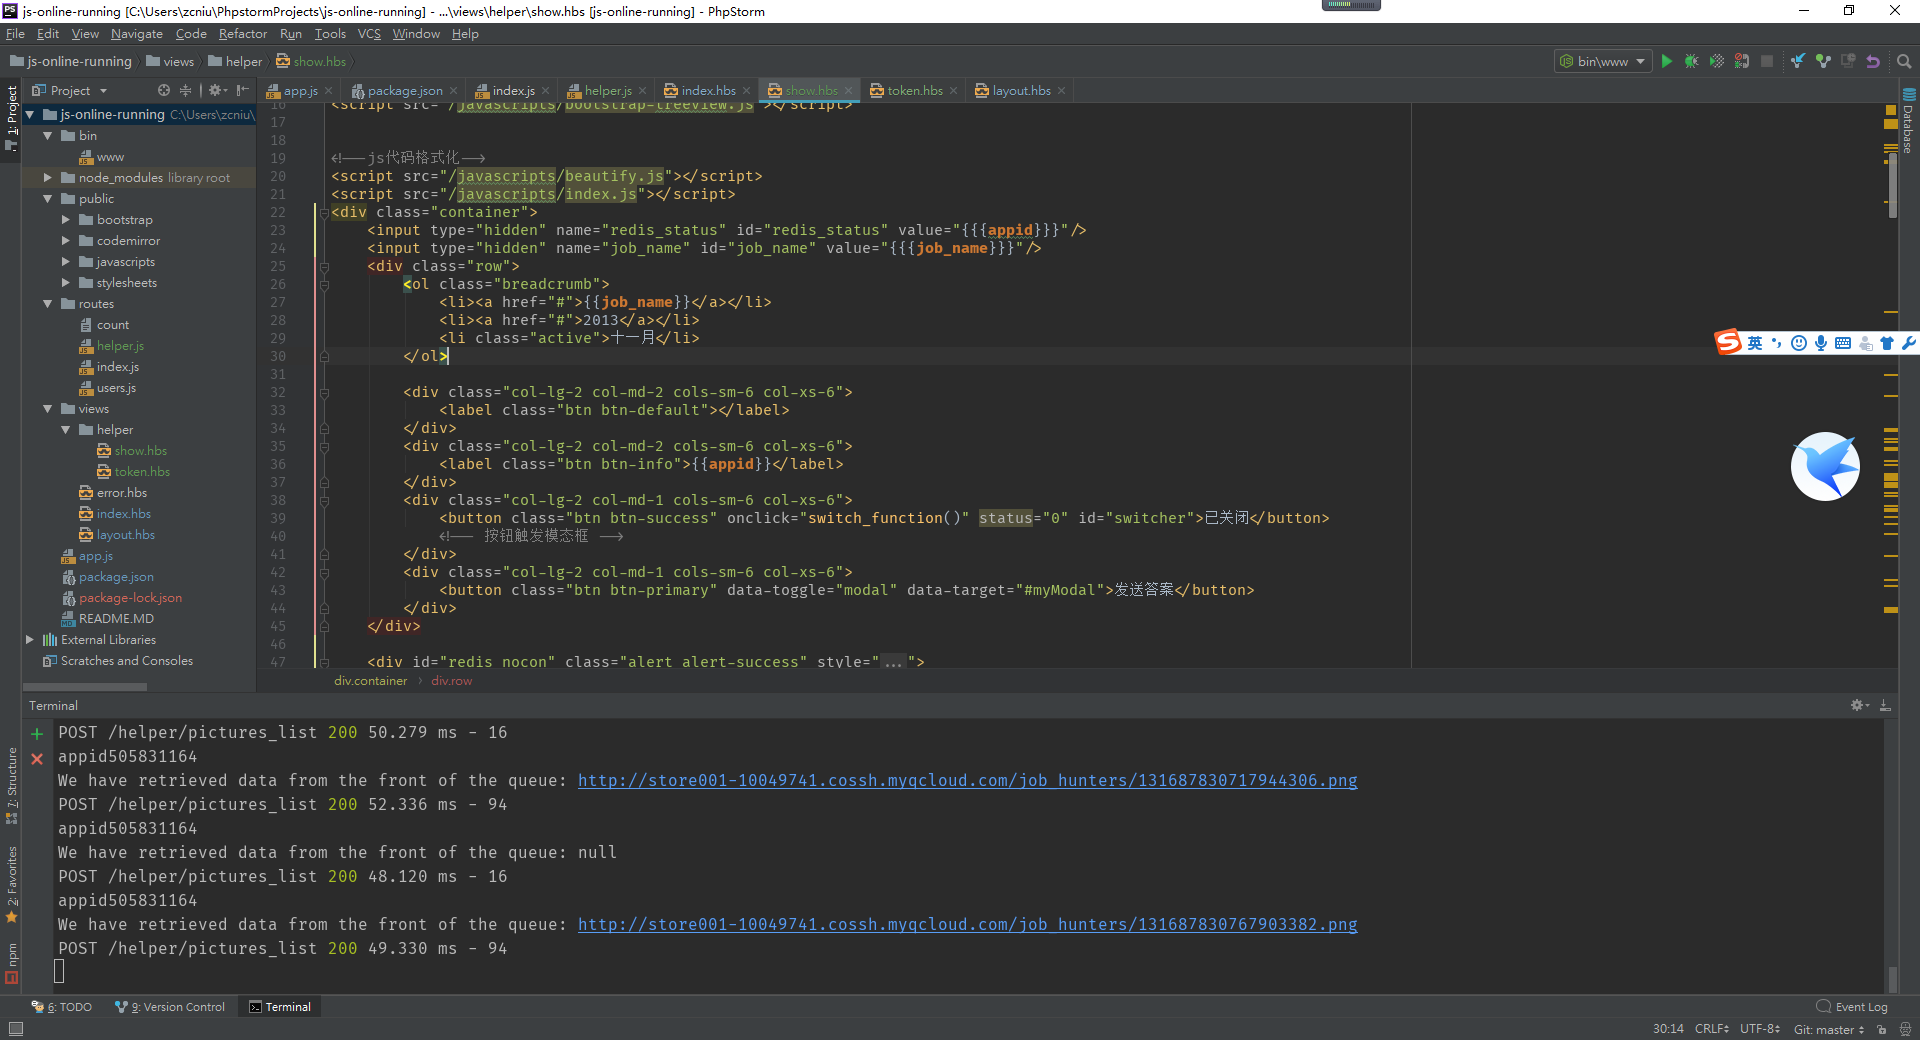 js-online-running [C:\Users\zcniu\PhpstormProjects\js-online-running] - ...\views\helper\show.hbs [js-online-running] - PhpStorm
File Edit View Navigate Code Refactor Run Tools VCS Window Help
js-online-running views helper show.hbs bin\www
Project app.js package.json index.js helper.js index.hbs show.hbs token.hbs layout.hbs
1: Project
7: Structure
2: Favorites
npm
Database
js-online-running C:\Users\zcniu\
bin
www
node_modules library root
public
bootstrap
codemirror
javascripts
stylesheets
routes
count
helper.js
index.js
users.js
views
helper
show.hbs
token.hbs
error.hbs
index.hbs
layout.hbs
app.js
package.json
package-lock.json
README.MD
External Libraries
Scratches and Consoles
16 <script src="/javascripts/bootstrap-treeview.js"></script>
17
18
19 <!--js代码格式化-->
20 <script src="/javascripts/beautify.js"></script>
21 <script src="/javascripts/index.js"></script>
22 <div class="container">
23 <input type="hidden" name="redis_status" id="redis_status" value="{{{appid}}}"/>
24 <input type="hidden" name="job_name" id="job_name" value="{{{job_name}}}"/>
25 <div class="row">
26 <ol class="breadcrumb">
27 <li><a href="#">{{job_name}}</a></li>
28 <li><a href="#">2013</a></li>
29 <li class="active">十一月</li>
30 </ol>
31
32 <div class="col-lg-2 col-md-2 cols-sm-6 col-xs-6">
33 <label class="btn btn-default"></label>
34 </div>
35 <div class="col-lg-2 col-md-2 cols-sm-6 col-xs-6">
36 <label class="btn btn-info">{{appid}}</label>
37 </div>
38 <div class="col-lg-2 col-md-1 cols-sm-6 col-xs-6">
39 <button class="btn btn-success" onclick="switch_function()" status="0" id="switcher">已关闭</button>
40 <!-- 按钮触发模态框 -->
41 </div>
42 <div class="col-lg-2 col-md-1 cols-sm-6 col-xs-6">
43 <button class="btn btn-primary" data-toggle="modal" data-target="#myModal">发送答案</button>
44 </div>
45 </div>
46
47 <div id="redis_nocon" class="alert alert-success" style="...">
div.container div.row
英
Terminal
POST /helper/pictures_list 200 50.279 ms - 16
appid505831164
We have retrieved data from the front of the queue: http://store001-10049741.cossh.myqcloud.com/job_hunters/131687830717944306.png
POST /helper/pictures_list 200 52.336 ms - 94
appid505831164
We have retrieved data from the front of the queue: null
POST /helper/pictures_list 200 48.120 ms - 16
appid505831164
We have retrieved data from the front of the queue: http://store001-10049741.cossh.myqcloud.com/job_hunters/131687830767903382.png
POST /helper/pictures_list 200 49.330 ms - 94
6: TODO 9: Version Control Terminal Event Log
30:14 CRLF UTF-8 Git: master